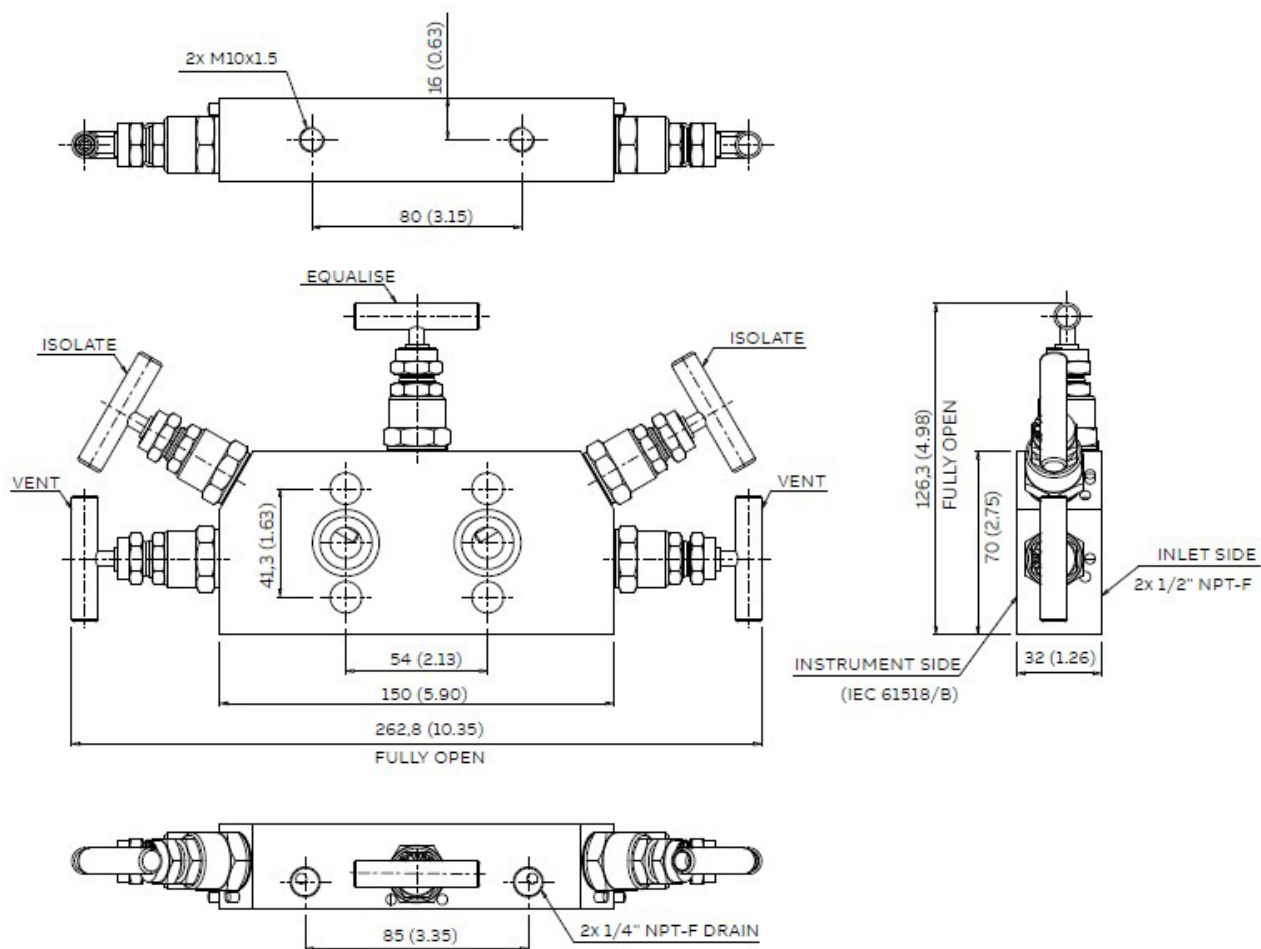 2x M10x1.5
16 (0.63)
80 (3.15)
EQUALISE
ISOLATE
ISOLATE
VENT
VENT
41,3 (1.63)
54 (2.13)
150 (5.90)
262,8 (10.35)
FULLY OPEN
126,3 (4.98)
FULLY OPEN
70 (2.75)
INLET SIDE
2x 1/2" NPT-F
32 (1.26)
INSTRUMENT SIDE
(IEC 61518/B)
85 (3.35)
2x 1/4" NPT-F DRAIN